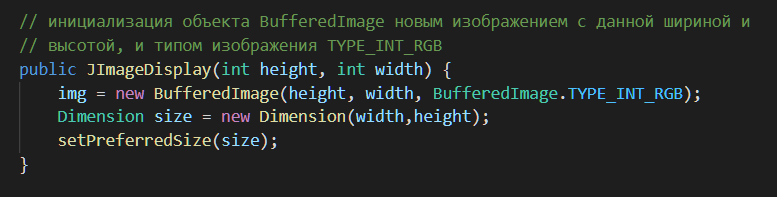 // инициализация объекта BufferedImage новым изображением с данной шириной и
// высотой, и типом изображения TYPE_INT_RGB
public JImageDisplay(int height, int width) {
    img = new BufferedImage(height, width, BufferedImage.TYPE_INT_RGB);
    Dimension size = new Dimension(width,height);
    setPreferredSize(size);
}